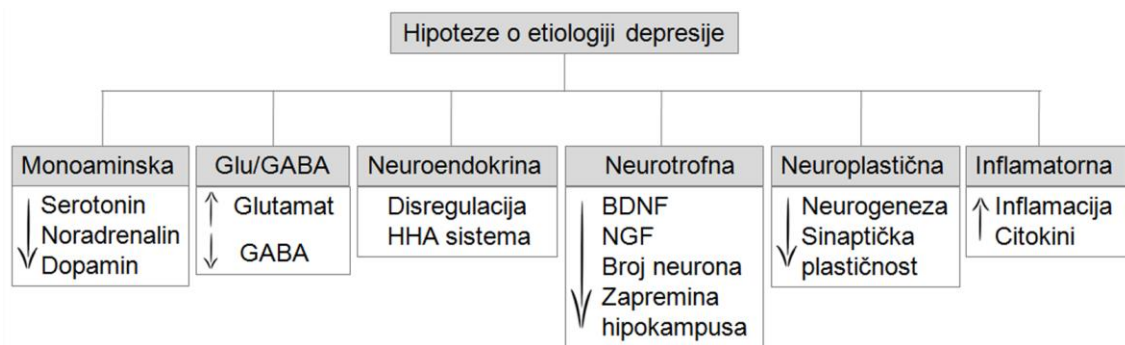 Hipoteze o etiologiji depresije
Monoaminska
Serotonin
Noradrenalin
Dopamin
Glu/GABA
Glutamat
GABA
Neuroendokrina
Disregulacija
HHA sistema
Neurotrofna
BDNF
NGF
Broj neurona
Zapremina
hipokampusa
Neuroplastična
Neurogeneza
Sinaptička
plastičnost
Inflamatorna
Inflamacija
Citokini